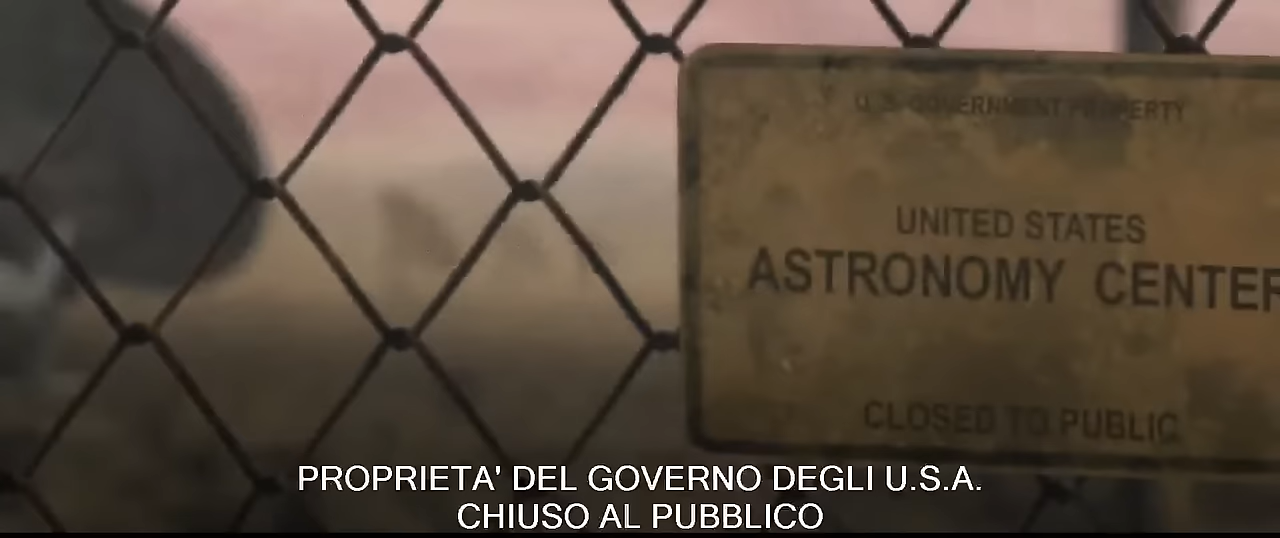 U.S. GOVERNMENT PROPERTY
UNITED STATES
ASTRONOMY CENTER
CLOSED TO PUBLIC
PROPRIETA' DEL GOVERNO DEGLI U.S.A.
CHIUSO AL PUBBLICO